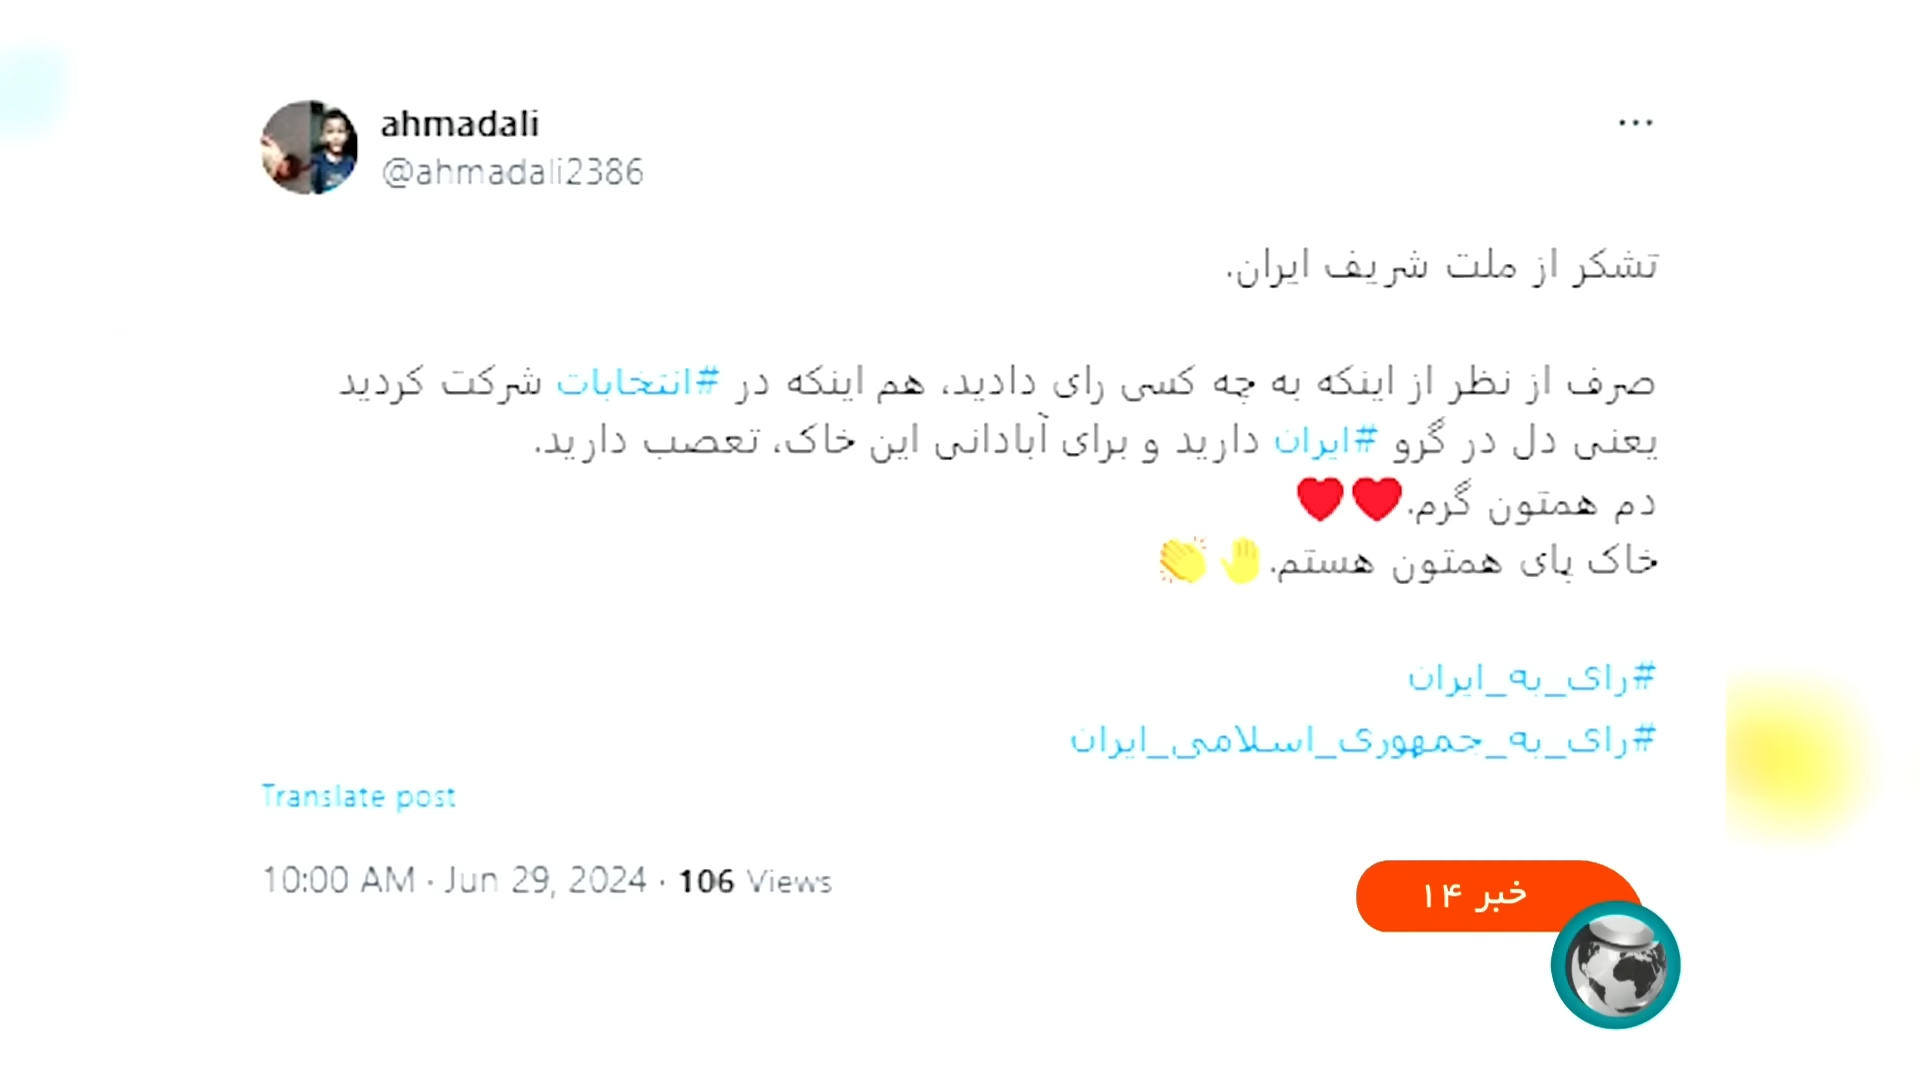 ahmadali
@ahmadali2386
تشکر از ملت شریف ایران.
صرف از نظر از اینکه به چه کسی رای دادید، هم اینکه در #انتخابات شرکت کردید
یعنی دل در گرو #ایران دارید و برای آبادانی این خاک، تعصب دارید.
دم همتون گرم.❤️❤️
خاک پای همتون هستم.🤚👏
#رای_به_ایران
#رای_به_جمهوری_اسلامی_ایران
Translate post
10:00 AM · Jun 29, 2024 · 106 Views
خبر ۱۴